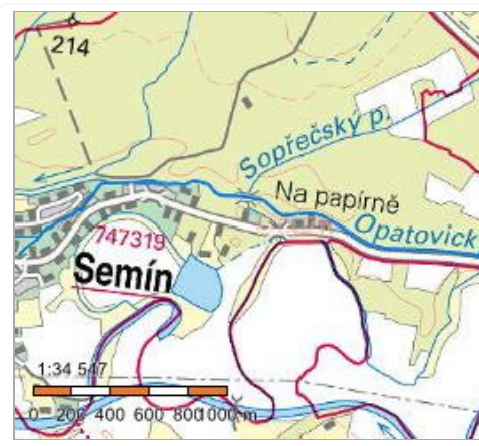 214
Sopřečský p.
Na papírně
Opatovick
747319
Semín
1:34 547
0 200 400 600 800 1000 m